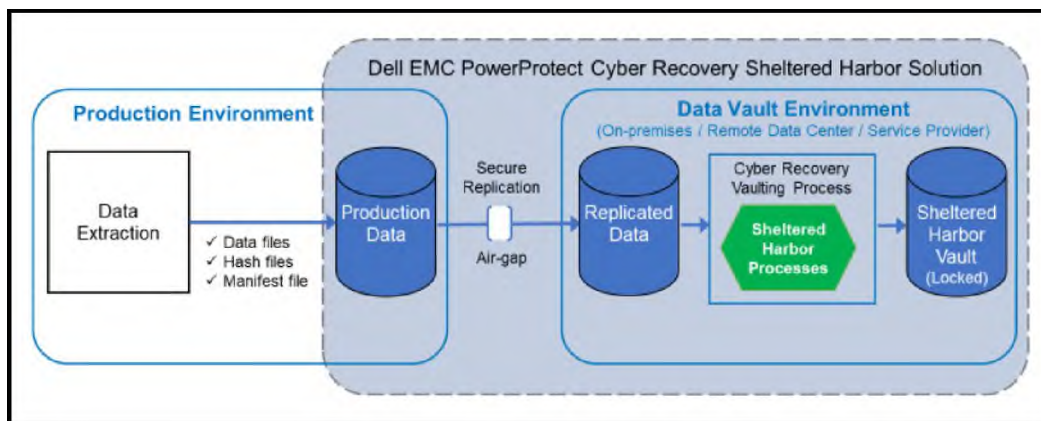 Dell EMC PowerProtect Cyber Recovery Sheltered Harbor Solution
Production Environment
Data
Extraction
✓ Data files
✓ Hash files
✓ Manifest file
Production
Data
Secure
Replication
Air-gap
Data Vault Environment
(On-premises / Remote Data Center / Service Provider)
Replicated
Data
Cyber Recovery
Vaulting Process
Sheltered
Harbor
Processes
Sheltered
Harbor
Vault
(Locked)